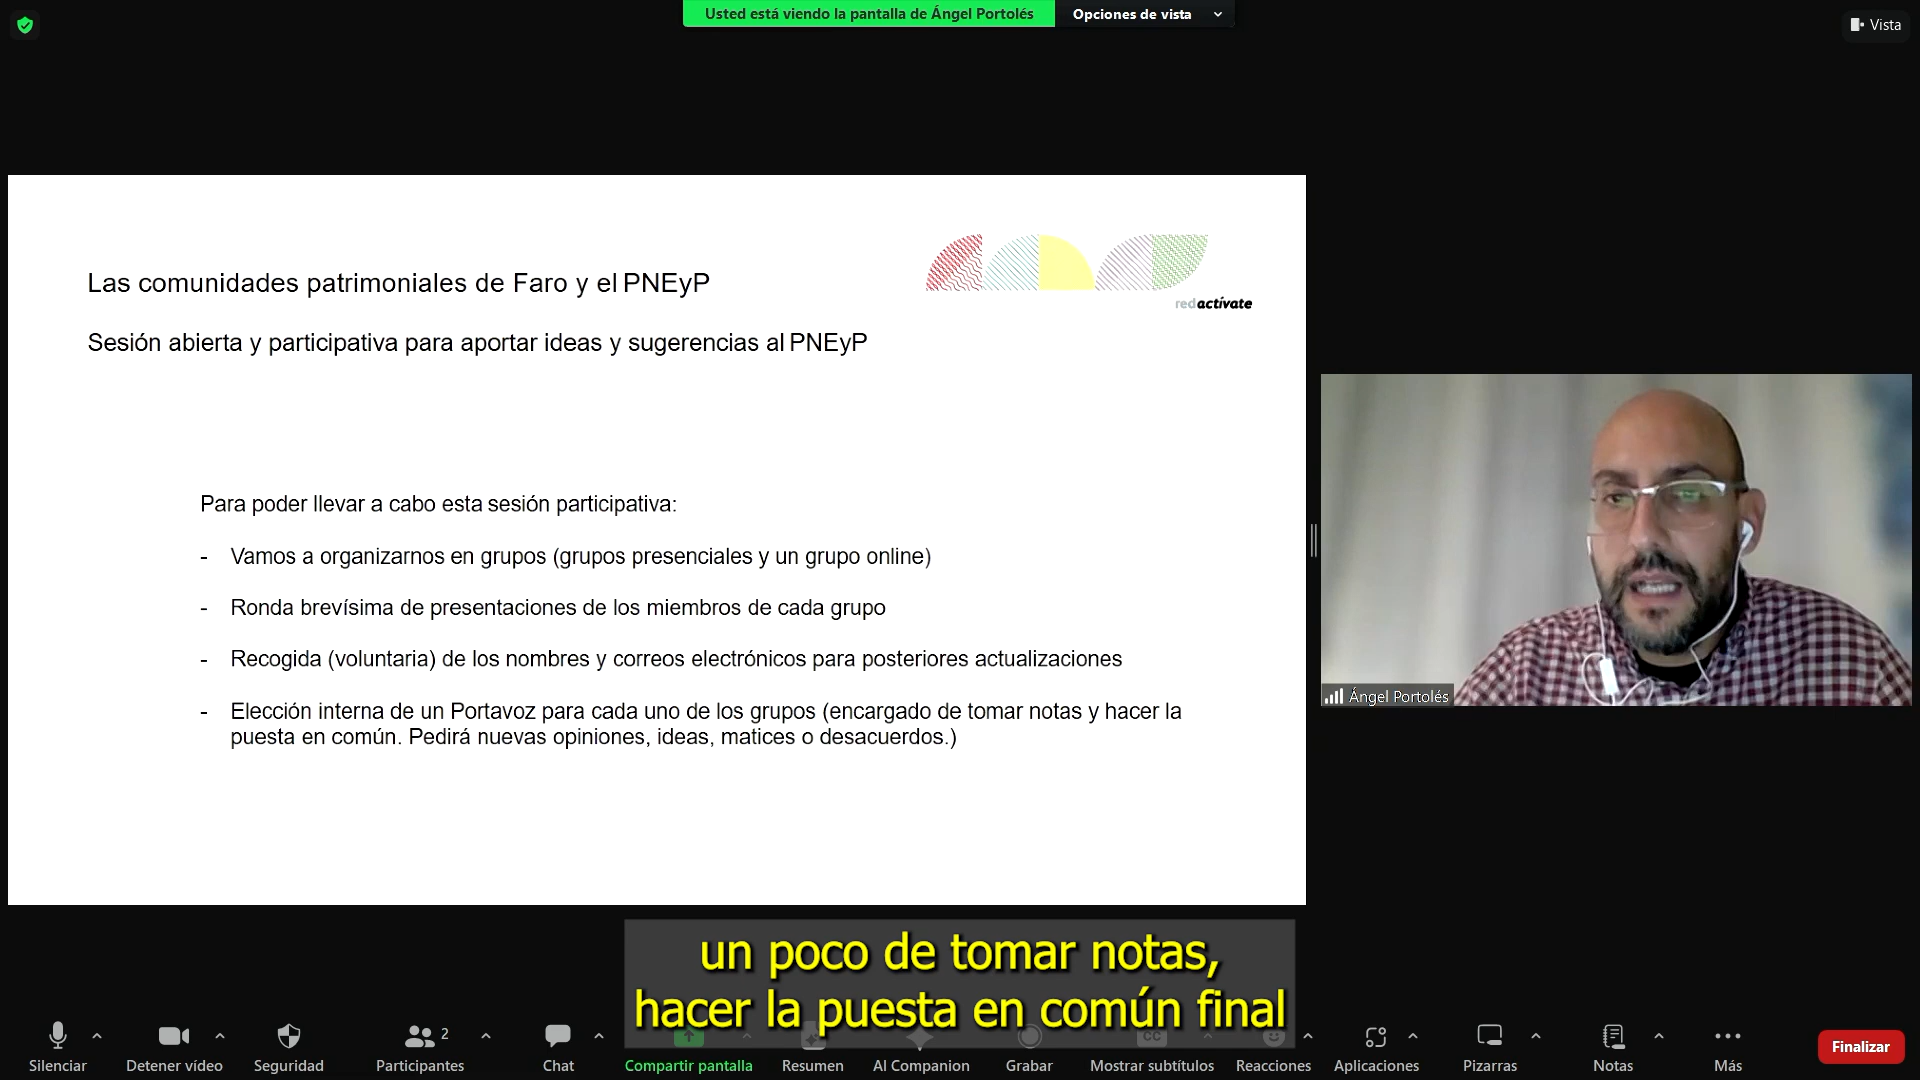 Usted está viendo la pantalla de Ángel Portolés
Opciones de vista
Vista
Las comunidades patrimoniales de Faro y el PNEyP
redactívate
Sesión abierta y participativa para aportar ideas y sugerencias al PNEyP
Para poder llevar a cabo esta sesión participativa:
- Vamos a organizarnos en grupos (grupos presenciales y un grupo online)
- Ronda brevísima de presentaciones de los miembros de cada grupo
- Recogida (voluntaria) de los nombres y correos electrónicos para posteriores actualizaciones
- Elección interna de un Portavoz para cada uno de los grupos (encargado de tomar notas y hacer la
puesta en común. Pedirá nuevas opiniones, ideas, matices o desacuerdos.)
Ángel Portolés
un poco de tomar notas,
hacer la puesta en común final
2
CC
Silenciar
Detener vídeo
Seguridad
Participantes
Chat
Compartir pantalla
Resumen
AI Companion
Grabar
Mostrar subtítulos
Reacciones
Aplicaciones
Pizarras
Notas
Más
Finalizar